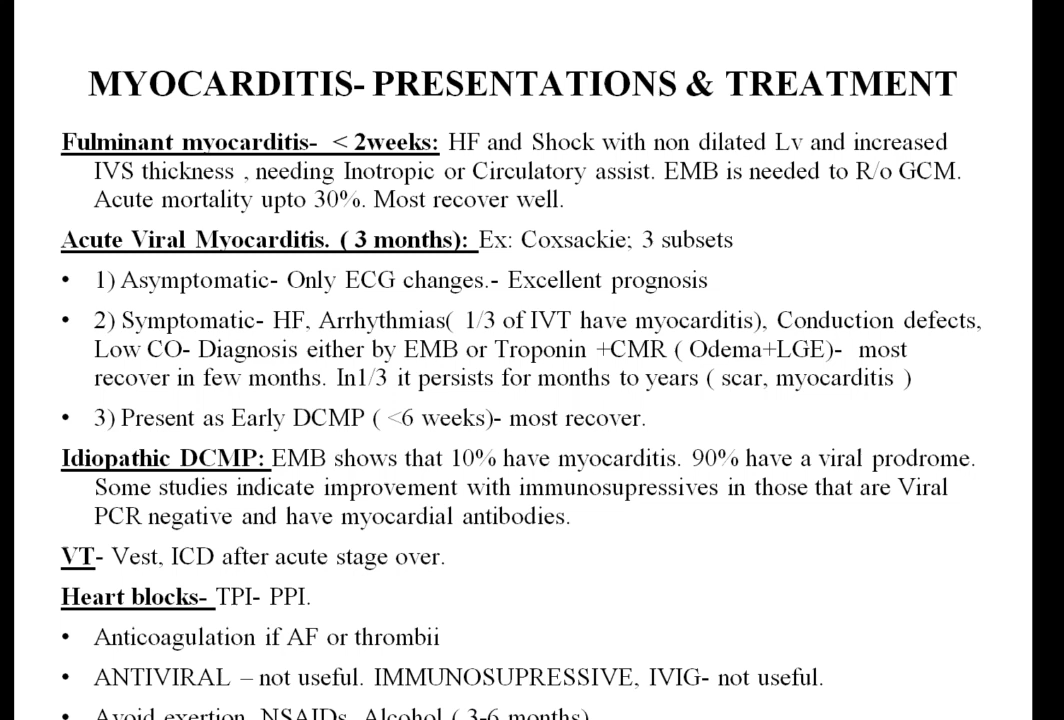 MYOCARDITIS- PRESENTATIONS & TREATMENT
Fulminant myocarditis- < 2weeks: HF and Shock with non dilated Lv and increased
IVS thickness , needing Inotropic or Circulatory assist. EMB is needed to R/o GCM.
Acute mortality upto 30%. Most recover well.
Acute Viral Myocarditis. ( 3 months): Ex: Coxsackie; 3 subsets
• 1) Asymptomatic- Only ECG changes.- Excellent prognosis
• 2) Symptomatic- HF, Arrhythmias( 1/3 of IVT have myocarditis), Conduction defects,
Low CO- Diagnosis either by EMB or Troponin +CMR ( Odema+LGE)- most
recover in few months. In1/3 it persists for months to years ( scar, myocarditis )
• 3) Present as Early DCMP ( <6 weeks)- most recover.
Idiopathic DCMP: EMB shows that 10% have myocarditis. 90% have a viral prodrome.
Some studies indicate improvement with immunosupressives in those that are Viral
PCR negative and have myocardial antibodies.
VT- Vest, ICD after acute stage over.
Heart blocks- TPI- PPI.
• Anticoagulation if AF or thrombii
• ANTIVIRAL – not useful. IMMUNOSUPRESSIVE, IVIG- not useful.
• Avoid exertion, NSAIDs, Alcohol ( 3-6 months)